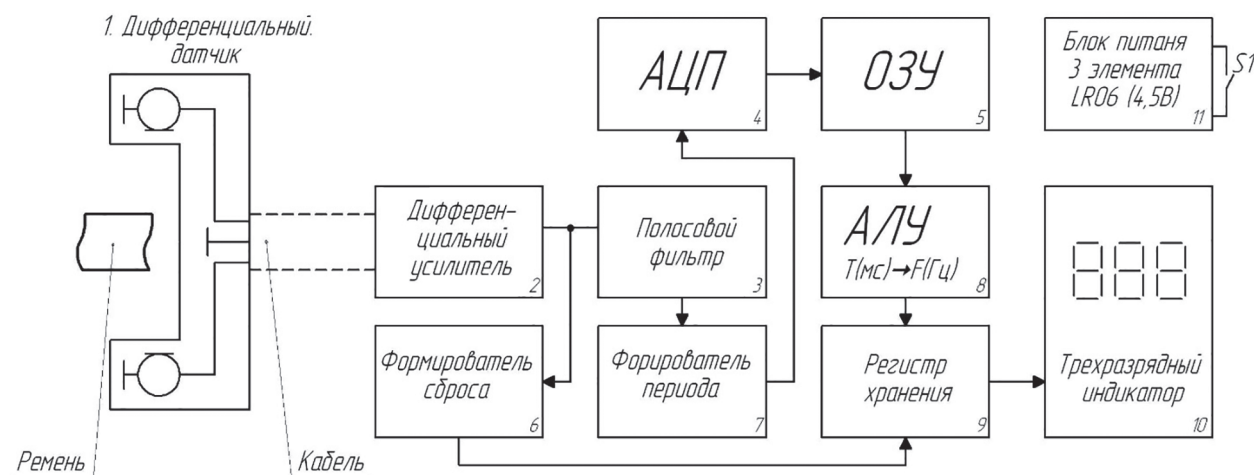 1. Дифференциальный.
датчик
АЦП
4
ОЗУ
5
Блок питаня
3 элемента
LR06 (4,5В)
11
S1
Дифферен-
циальный
усилитель
2
Полосовой
фильтр
3
АЛУ
Т(мс)→F(Гц)
8
Формирователь
сброса
6
Форирователь
периода
7
Регистр
хранения
9
Трехразрядный
индикатор
10
Ремень
Кабель